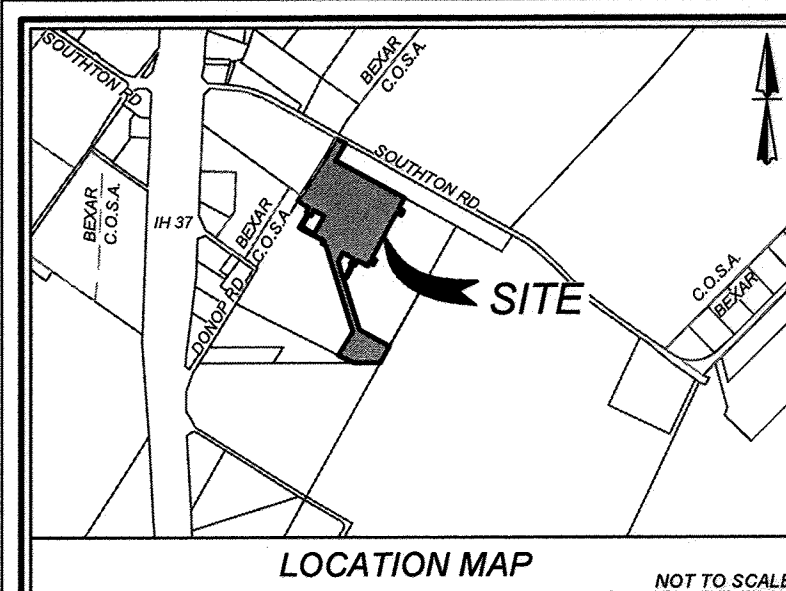 SOUTHTON RD
BEXAR
C.O.S.A.
SOUTHTON RD
BEXAR
C.O.S.A.
IH 37
BEXAR
C.O.S.A.
DONOP RD
SITE
C.O.S.A.
BEXAR
LOCATION MAP
NOT TO SCALE